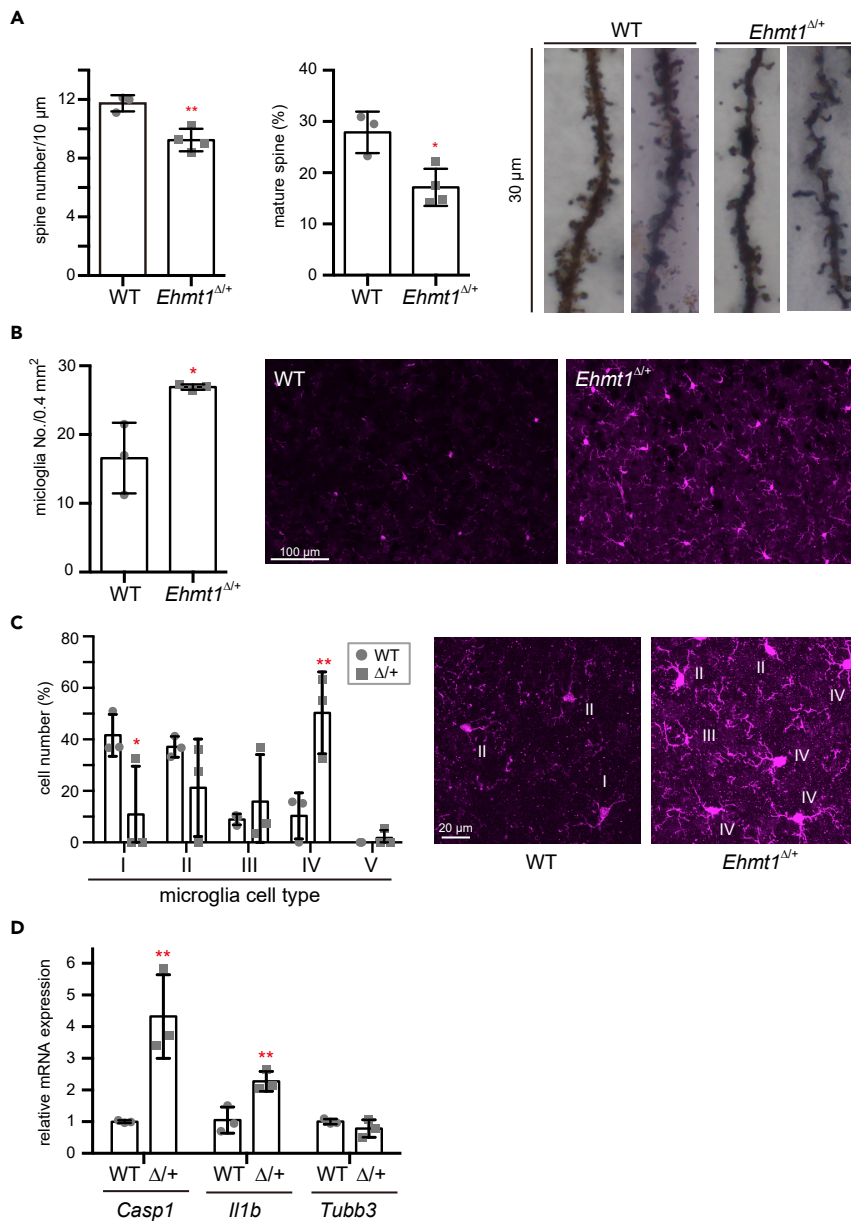 A
spine number/10 µm
12
8
4
0
WT
Ehmt1Δ/+
**
mature spine (%)
40
30
20
10
0
WT
Ehmt1Δ/+
*
WT
Ehmt1Δ/+
30 µm
B
micloglia No./0.4 mm2
30
20
10
0
WT
Ehmt1Δ/+
*
WT
100 µm
Ehmt1Δ/+
C
cell number (%)
80
60
40
20
0
WT
Δ/+
*
**
I II III IV V
microglia cell type
II
II
I
20 µm
WT
II
II
IV
III
IV
IV
IV
Ehmt1Δ/+
D
relative mRNA expression
6
5
4
3
2
1
0
**
**
WT Δ/+ WT Δ/+ WT Δ/+
Casp1 Il1b Tubb3